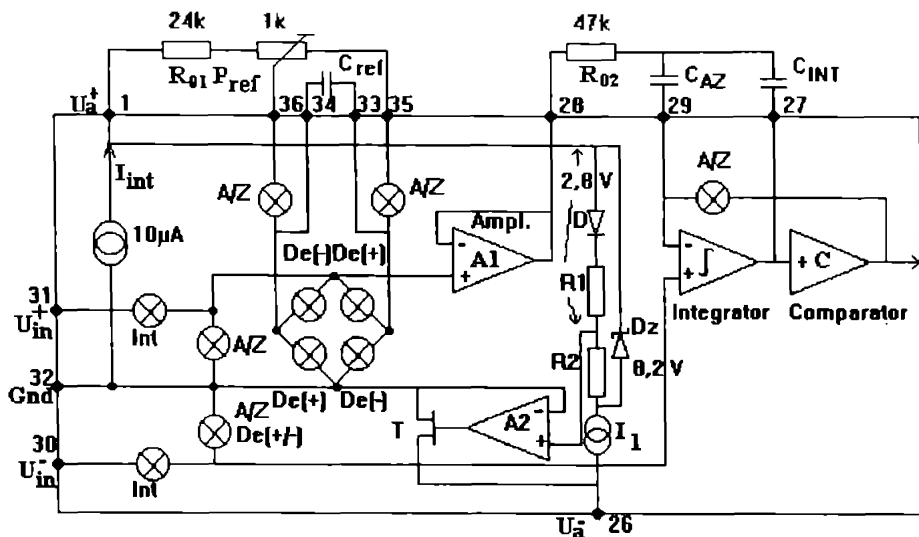 24k 1k 47k
C ref
R01 Pref R02 CAZ CINT
Ua+ 1 36 34 33 35 28 29 27
Iint A/Z A/Z 2,8 V A/Z
10µA Ampl. D
De(-) De(+) - A1 + - ∫ + + C
31 R1
Uin+ Int Integrator Comparator
A/Z Dz
32 R2 8,2 V
Gnd A/Z De(+) De(-)
De(+/-) T A2 - + I1
30
Uin- Int
Ua- 26